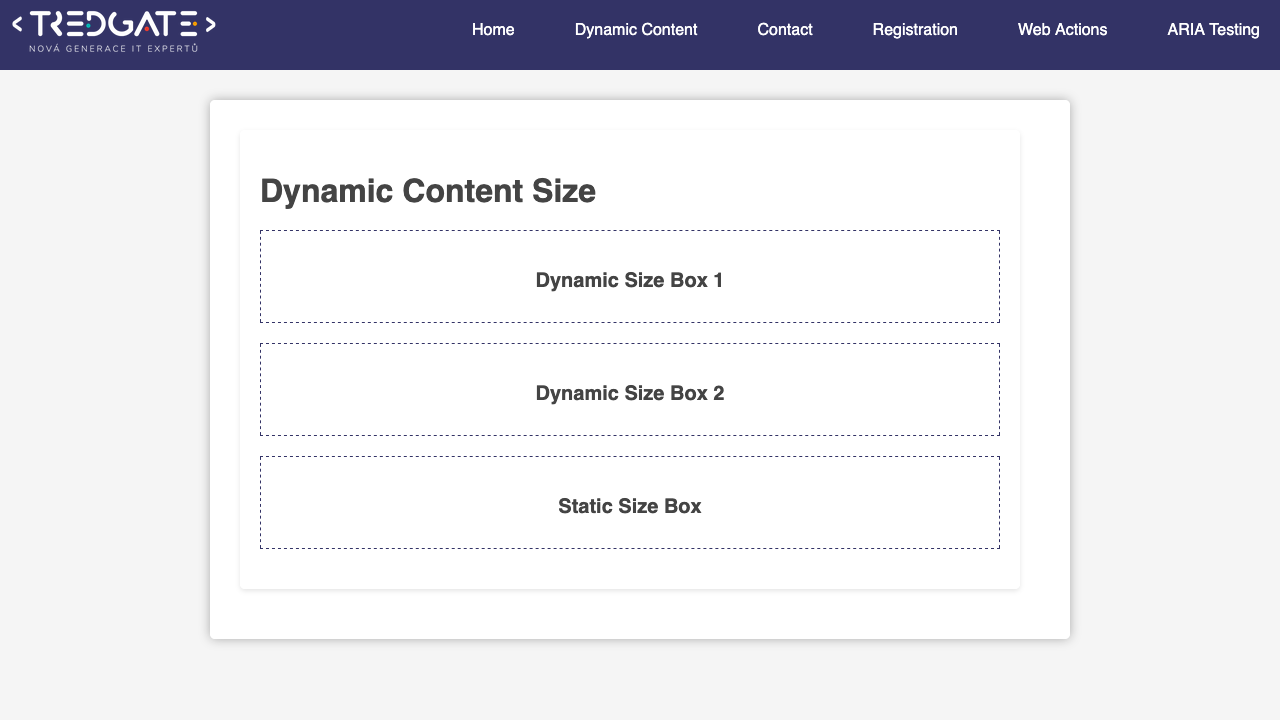 < TREDGATE >
NOVÁ GENERACE IT EXPERTŮ
Home Dynamic Content Contact Registration Web Actions ARIA Testing
Dynamic Content Size
Dynamic Size Box 1
Dynamic Size Box 2
Static Size Box